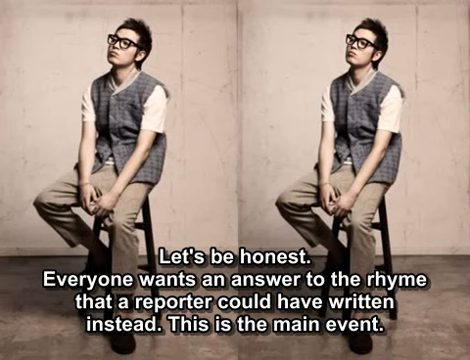 Let's be honest.
Everyone wants an answer to the rhyme
that a reporter could have written
instead. This is the main event.